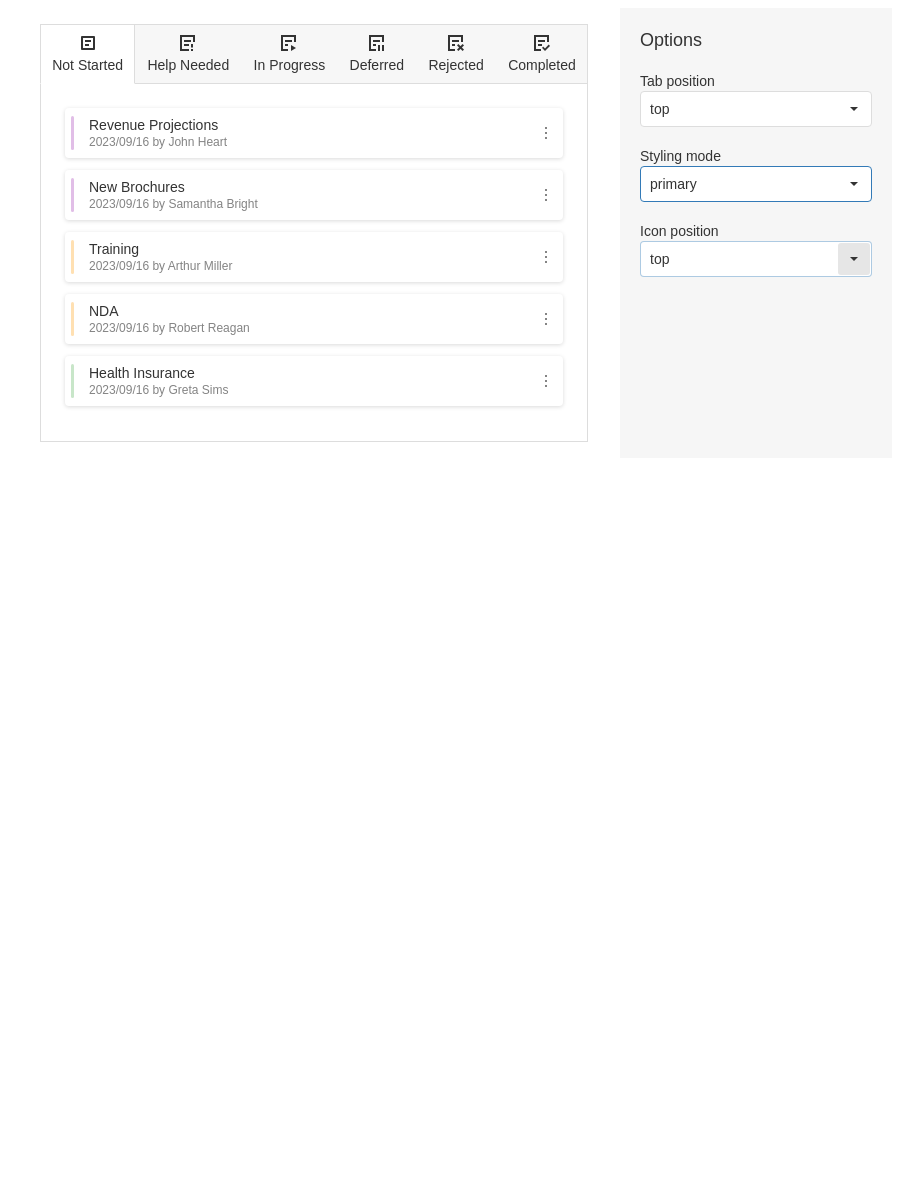 Not Started
Help Needed
In Progress
Deferred
Rejected
Completed
Revenue Projections
2023/09/16 by John Heart
New Brochures
2023/09/16 by Samantha Bright
Training
2023/09/16 by Arthur Miller
NDA
2023/09/16 by Robert Reagan
Health Insurance
2023/09/16 by Greta Sims
Options
Tab position
top
Styling mode
primary
Icon position
top